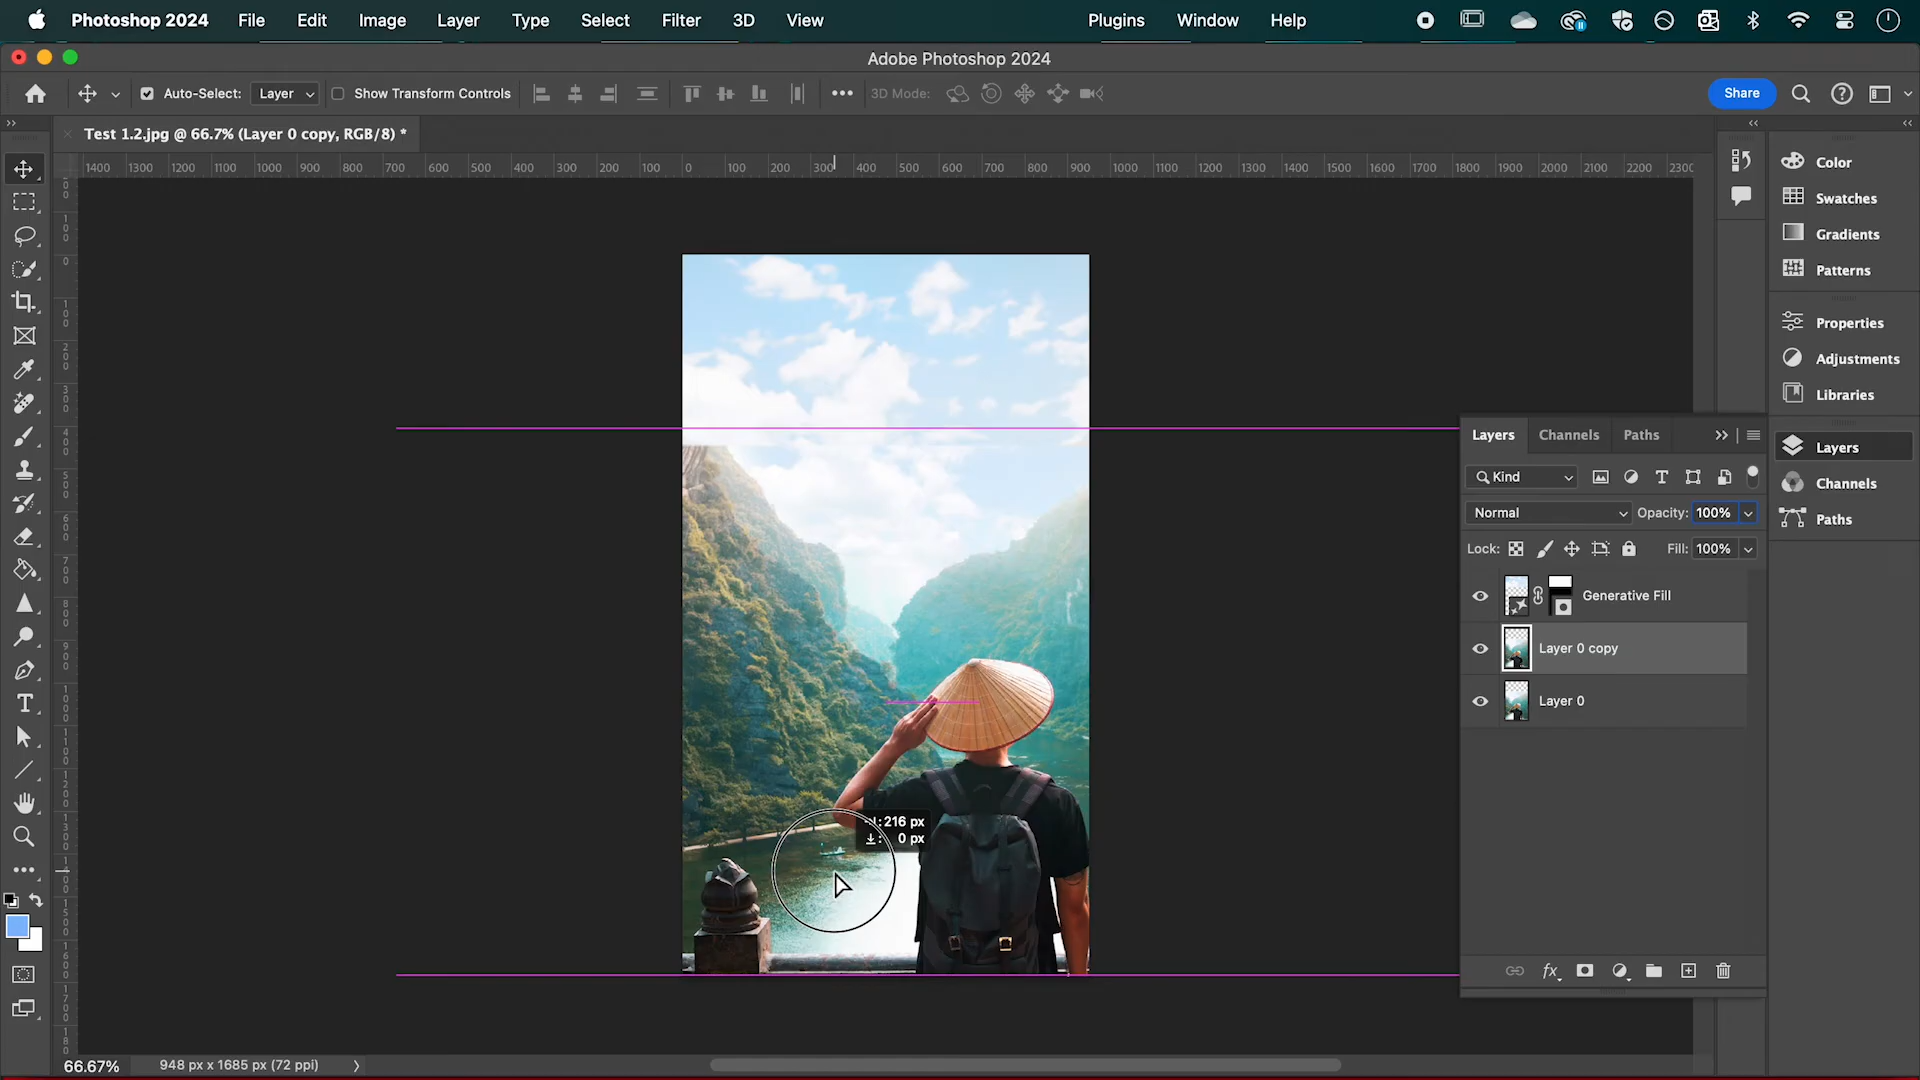 Photoshop 2024 File Edit Image Layer Type Select Filter 3D View Plugins Window Help
Adobe Photoshop 2024
Auto-Select: Layer Show Transform Controls ••• 3D Mode: Share
Test 1.2.jpg @ 66.7% (Layer 0 copy, RGB/8) *
1400 1300 1200 1100 1000 900 800 700 600 500 400 300 200 100 0 100 200 300 400 500 600 700 800 900 1000 1100 1200 1300 1400 1500 1600 1700 1800 1900 2000 2100 2200 2300
Color
Swatches
Gradients
Patterns
Properties
Adjustments
Libraries
Layers
Channels
Paths
Layers Channels Paths
Kind
Normal Opacity: 100%
Lock: Fill: 100%
Generative Fill
Layer 0 copy
Layer 0
fx
216 px
0 px
66.67% 948 px x 1685 px (72 ppi)